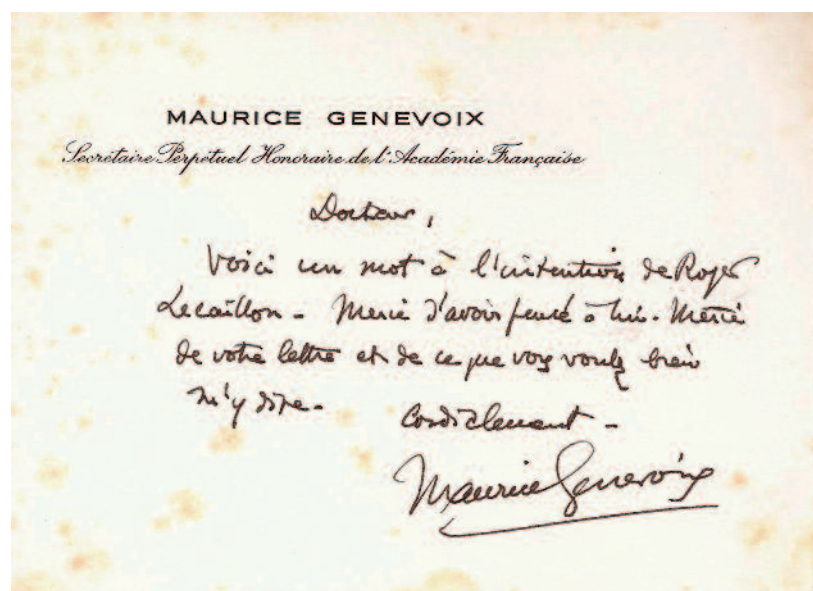 MAURICE GENEVOIX
Secrétaire Perpétuel Honoraire de l'Académie Française
Docteur,
Voici un mot à l'intention de Roger
Lecaillon - Merci d'avoir pensé à lui. Merci
de votre lettre et de ce que vous voulez bien
m'y dire.
Cordialement -
Maurice Genevoix